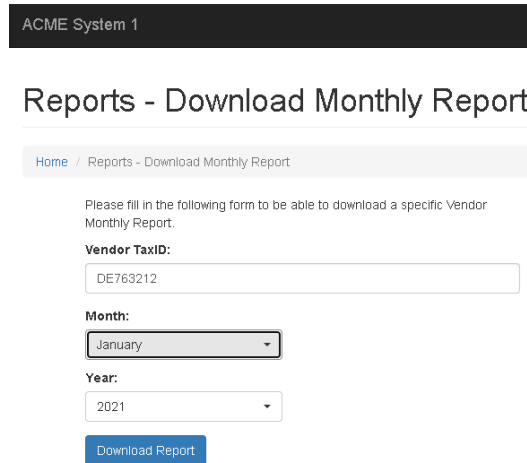 ACME System 1
Reports - Download Monthly Report
Home / Reports - Download Monthly Report
Please fill in the following form to be able to download a specific Vendor
Monthly Report.
Vendor TaxID:
DE763212
Month:
January
Year:
2021
Download Report